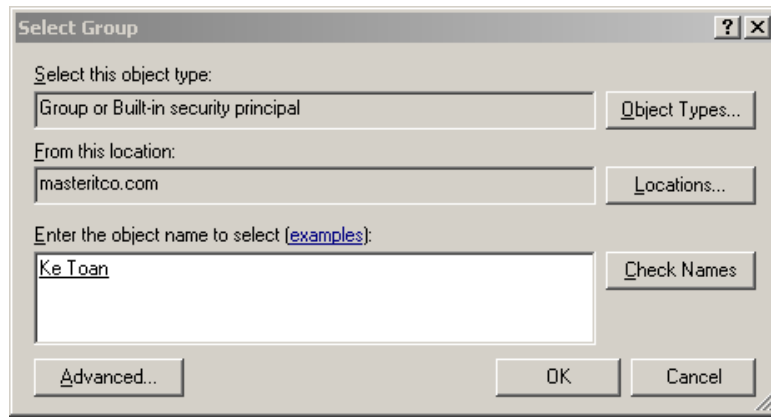 Select Group
Select this object type:
Group or Built-in security principal
Object Types...
From this location:
masteritco.com
Locations...
Enter the object name to select (examples):
Ke Toan
Check Names
Advanced...
OK
Cancel